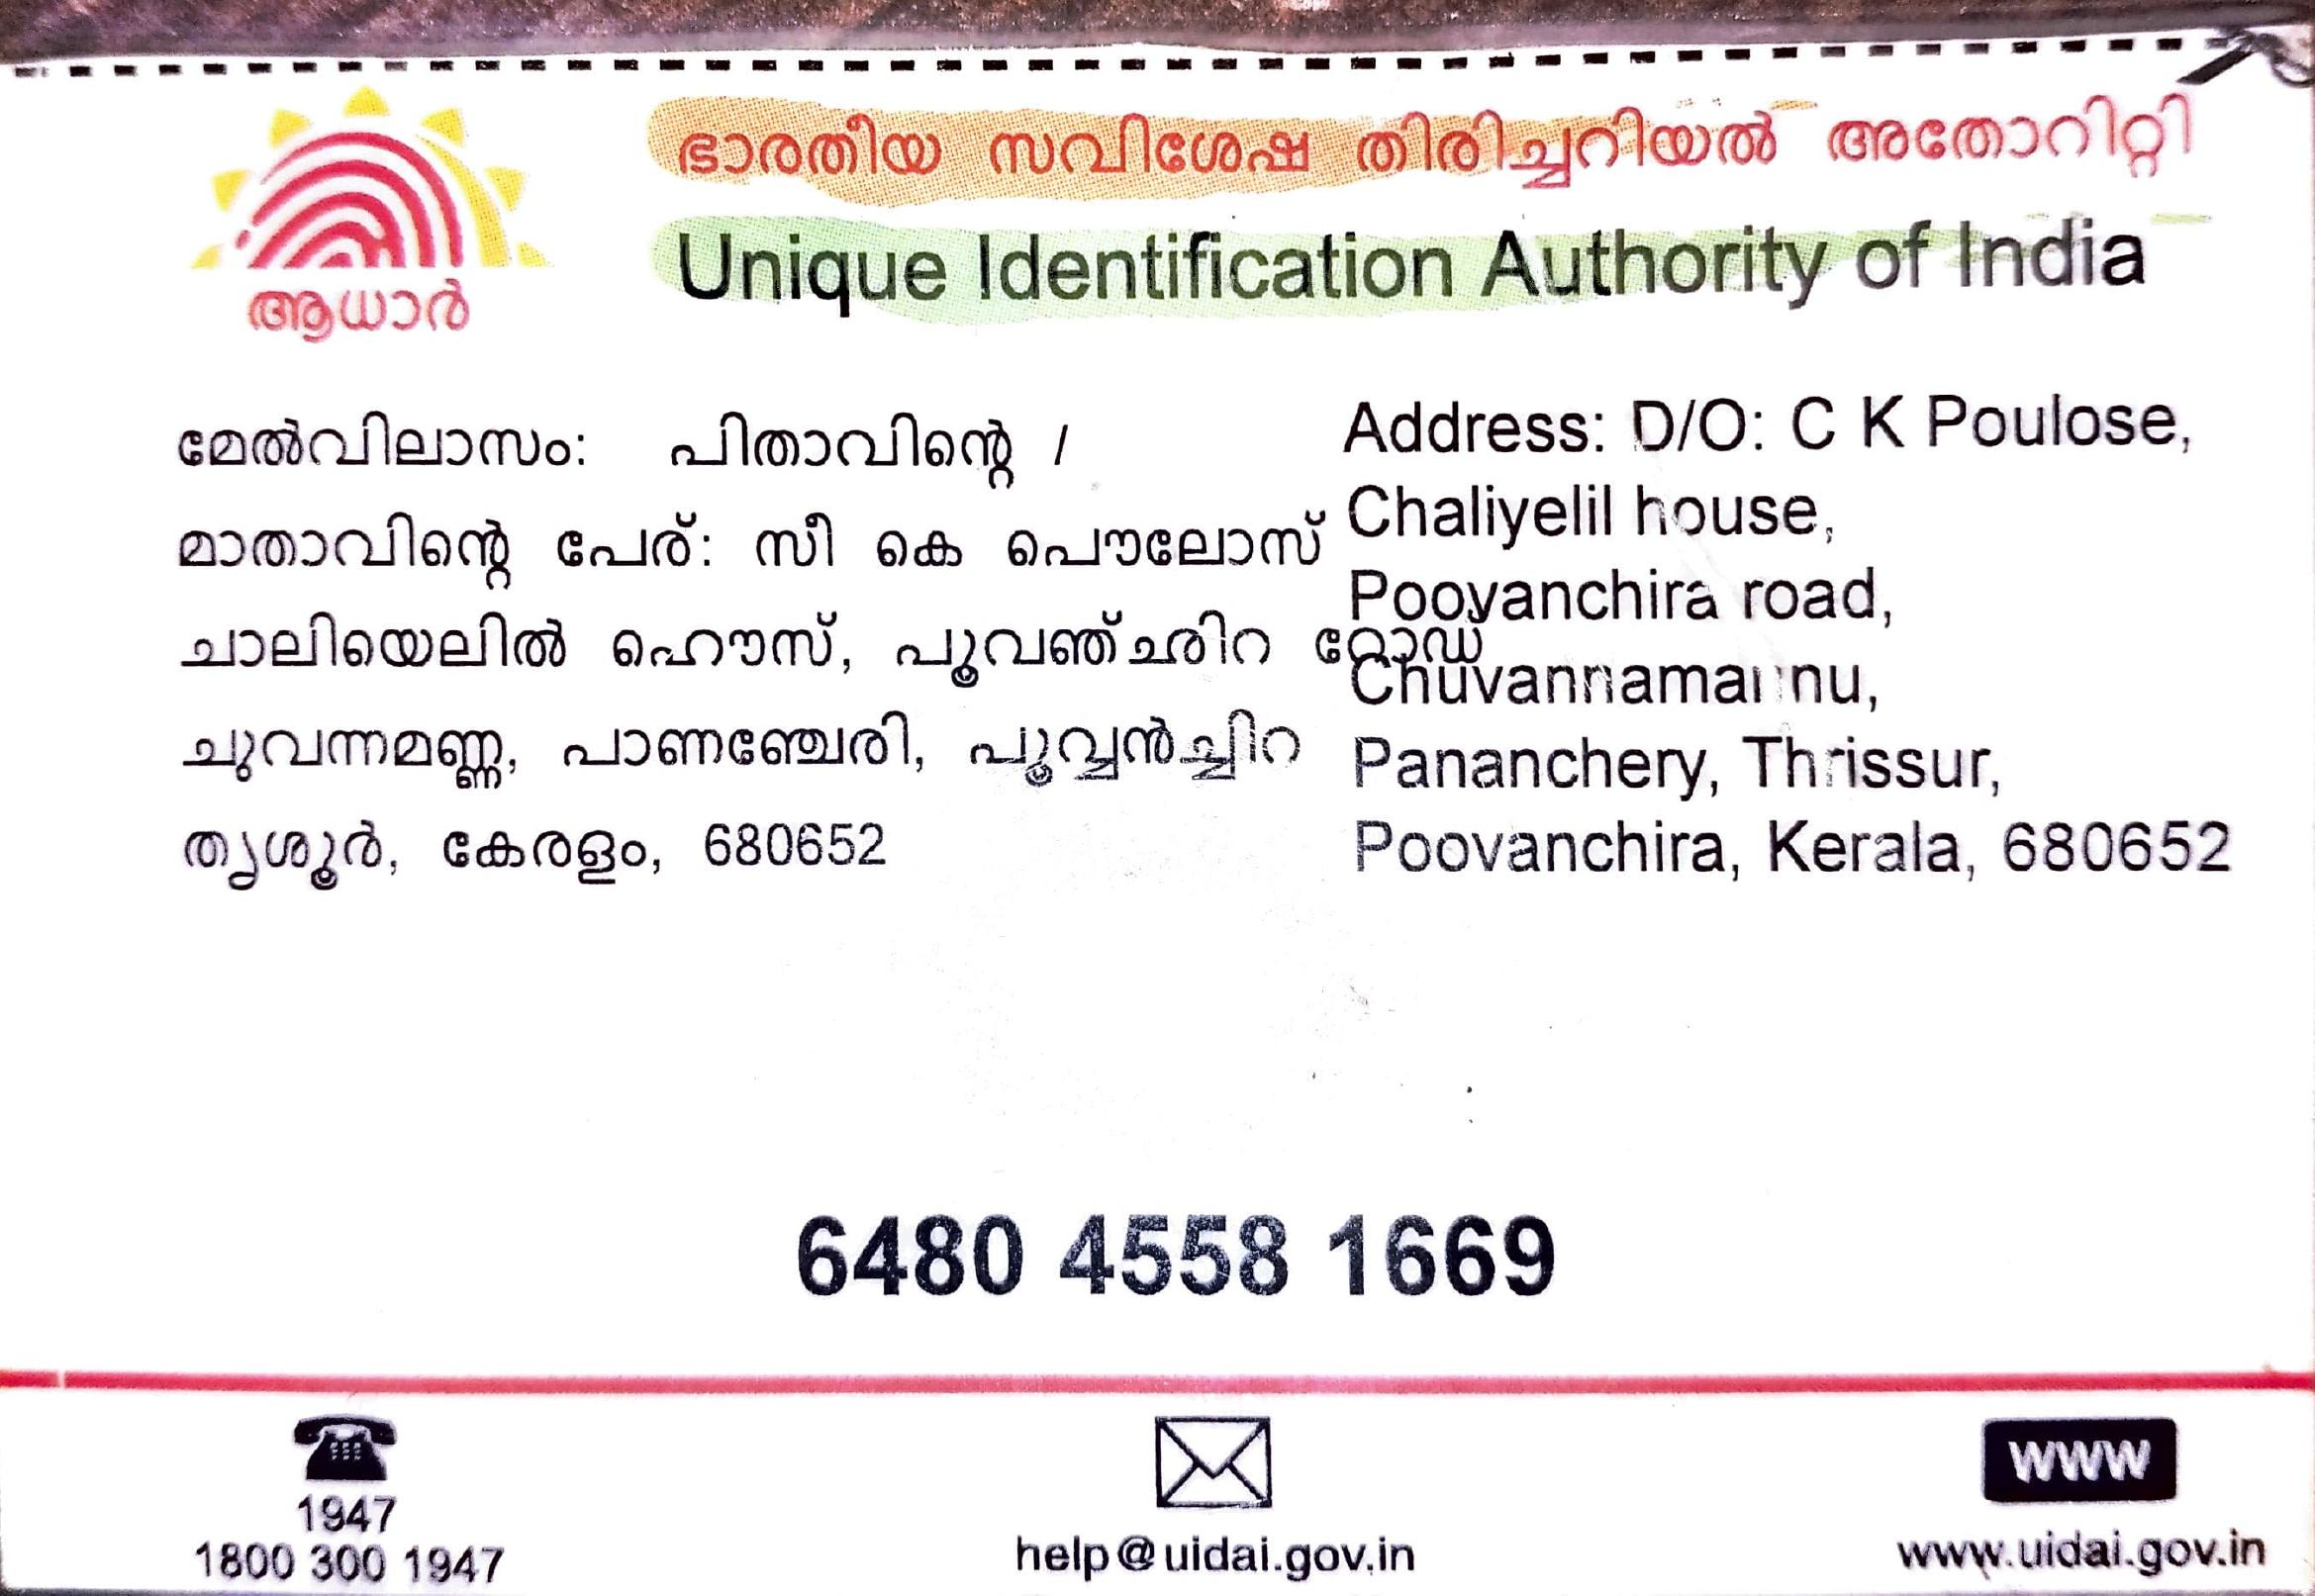 ഭാരതീയ സവിശേഷ തിരിച്ചറിയൽ അതോറിറ്റി
Unique Identification Authority of India
ആധാർ
മേൽവിലാസം: പിതാവിന്റെ /
മാതാവിന്റെ പേര്: സീ കെ പൌലോസ്
ചാലിയെലിൽ ഹൌസ്, പൂവഞ്ഛിറ റോഡ്
ചുവന്നമണ്ണ, പാണഞ്ചേരി, പൂവ്വൻച്ചിറ
തൃശൂർ, കേരളം, 680652
Address: D/O: C K Poulose,
Chaliyelil house,
Poovanchira road,
Chuvannamannu,
Pananchery, Thrissur,
Poovanchira, Kerala, 680652
6480 4558 1669
1947
1800 300 1947
help@uidai.gov.in
www
www.uidai.gov.in